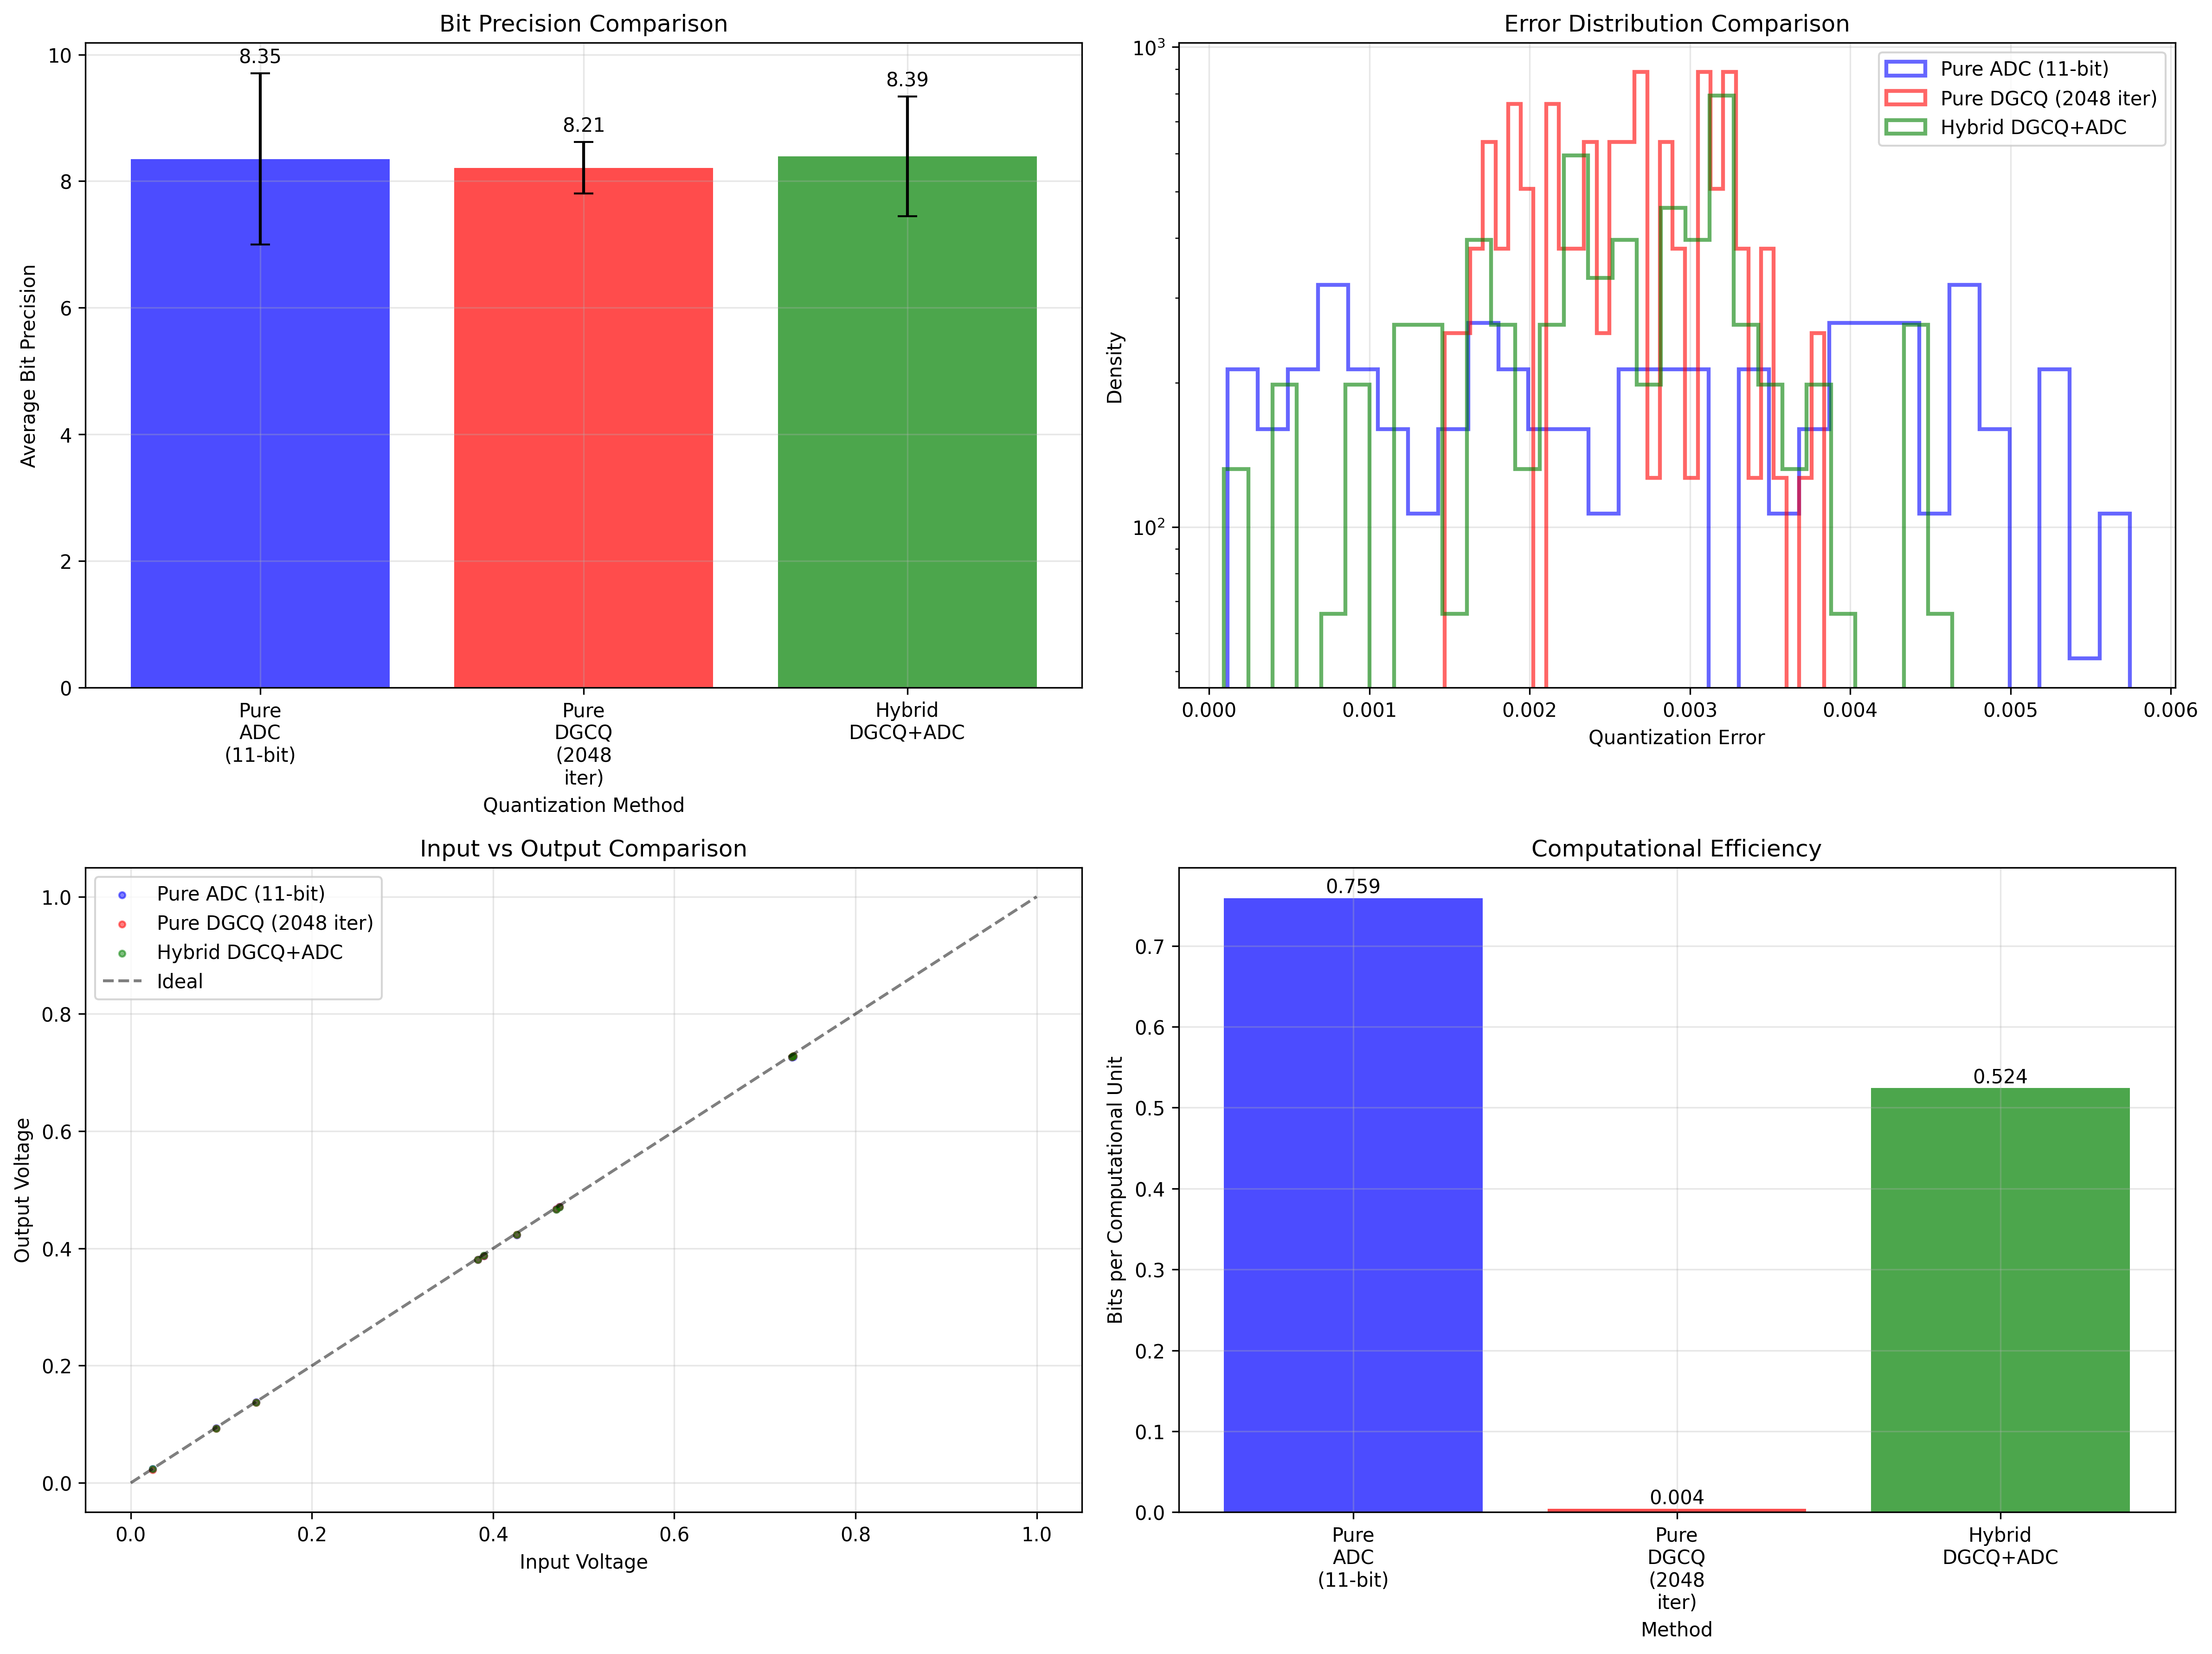 Bit Precision Comparison
10
8
6
4
2
0
Average Bit Precision
8.35
8.21
8.39
Pure
ADC
(11-bit)
Pure
DGCQ
(2048
iter)
Hybrid
DGCQ+ADC
Quantization Method
Error Distribution Comparison
10³
10²
Density
Pure ADC (11-bit)
Pure DGCQ (2048 iter)
Hybrid DGCQ+ADC
0.000
0.001
0.002
0.003
0.004
0.005
0.006
Quantization Error
Input vs Output Comparison
1.0
0.8
0.6
0.4
0.2
0.0
Output Voltage
Pure ADC (11-bit)
Pure DGCQ (2048 iter)
Hybrid DGCQ+ADC
Ideal
0.0
0.2
0.4
0.6
0.8
1.0
Input Voltage
Computational Efficiency
0.7
0.6
0.5
0.4
0.3
0.2
0.1
0.0
Bits per Computational Unit
0.759
0.004
0.524
Pure
ADC
(11-bit)
Pure
DGCQ
(2048
iter)
Hybrid
DGCQ+ADC
Method